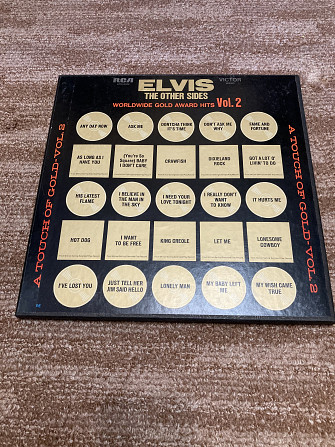 RCA
VICTOR
ELVIS
THE OTHER SIDES
WORLDWIDE GOLD AWARD HITS Vol. 2
ANY DAY NOW
ASK ME
DONTCHA THINK
IT'S TIME
DON'T ASK ME
WHY
FAME AND
FORTUNE
AS LONG AS I
HAVE YOU
(You're So
Square) BABY
I DON'T CARE
CRAWFISH
DIXIELAND
ROCK
GOT A LOT O'
LIVIN' TO DO
HIS LATEST
FLAME
I BELIEVE IN
THE MAN IN
THE SKY
I NEED YOUR
LOVE TONIGHT
I REALLY DON'T
WANT
TO KNOW
IT HURTS ME
HOT DOG
I WANT
TO BE FREE
KING CREOLE
LET ME
LONESOME
COWBOY
I'VE LOST YOU
JUST TELL HER
JIM SAID HELLO
LONELY MAN
MY BABY LEFT
ME
MY WISH CAME
TRUE
A TOUCH OF GOLD-VOL. 2
A TOUCH OF GOLD-VOL. 2